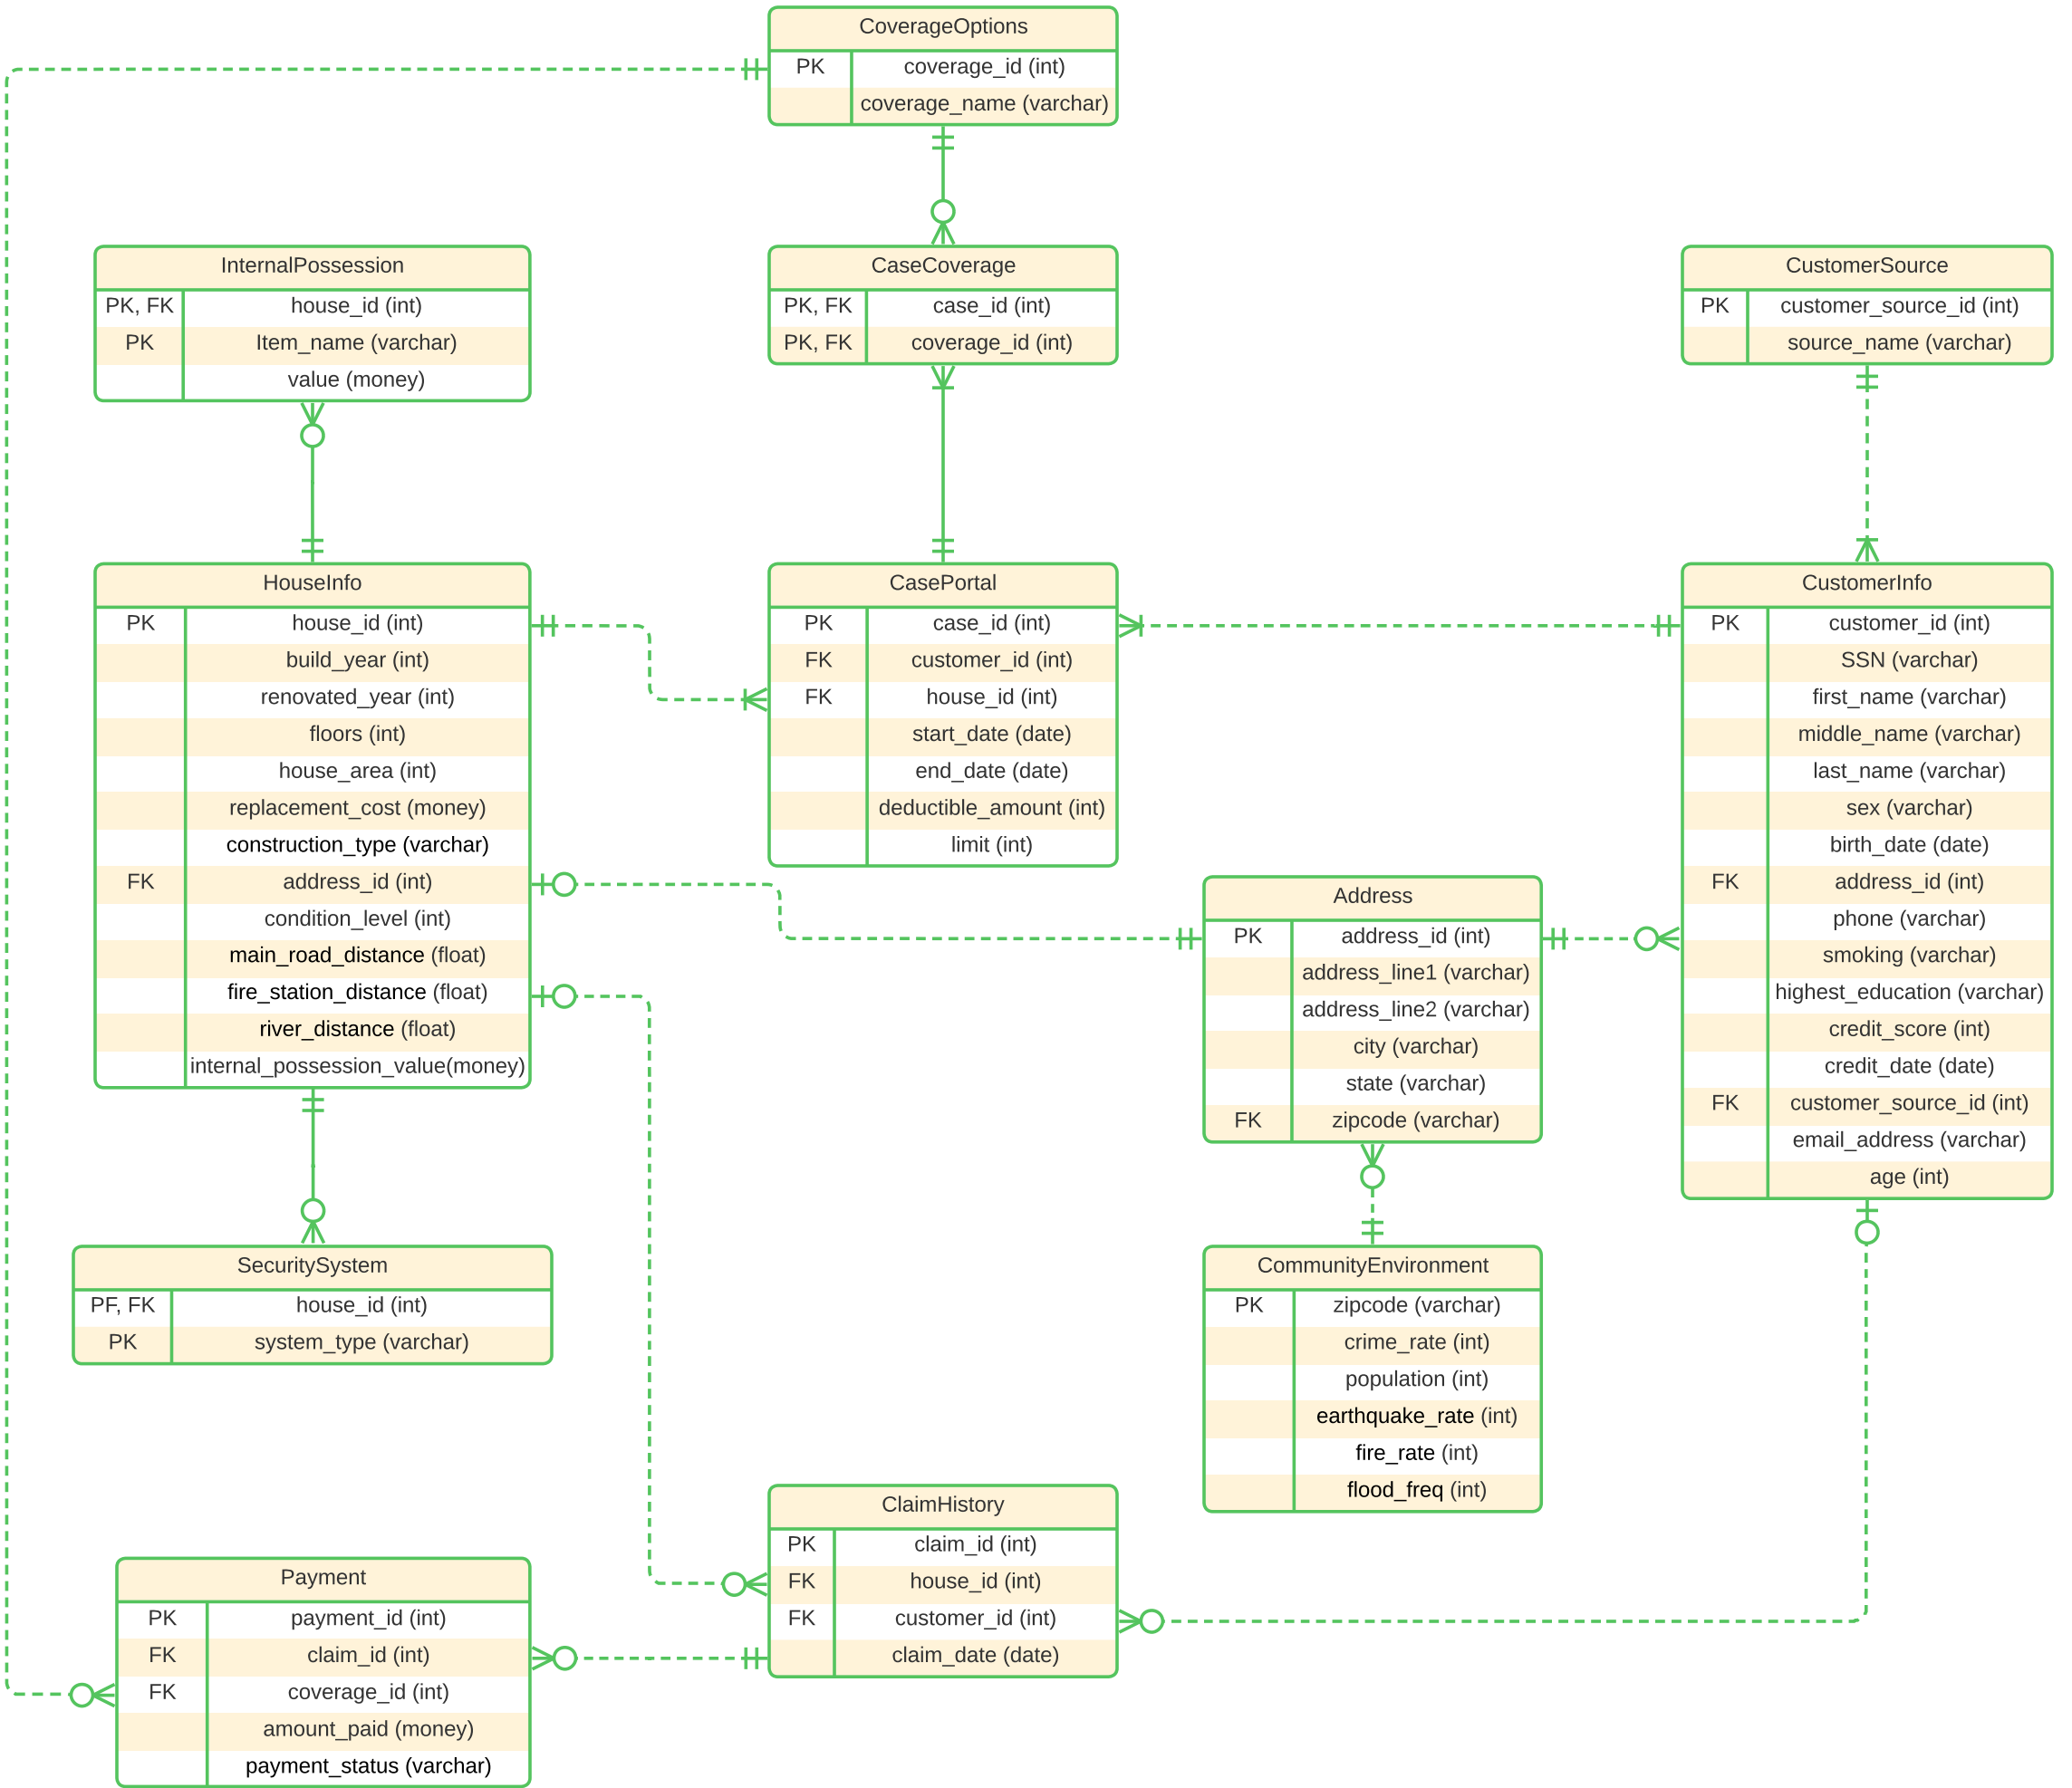 CoverageOptions
PK coverage_id (int)
coverage_name (varchar)
InternalPossession
PK, FK house_id (int)
PK Item_name (varchar)
value (money)
CaseCoverage
PK, FK case_id (int)
PK, FK coverage_id (int)
CustomerSource
PK customer_source_id (int)
source_name (varchar)
HouseInfo
PK house_id (int)
build_year (int)
renovated_year (int)
floors (int)
house_area (int)
replacement_cost (money)
construction_type (varchar)
FK address_id (int)
condition_level (int)
main_road_distance (float)
fire_station_distance (float)
river_distance (float)
internal_possession_value(money)
CasePortal
PK case_id (int)
FK customer_id (int)
FK house_id (int)
start_date (date)
end_date (date)
deductible_amount (int)
limit (int)
CustomerInfo
PK customer_id (int)
SSN (varchar)
first_name (varchar)
middle_name (varchar)
last_name (varchar)
sex (varchar)
birth_date (date)
FK address_id (int)
phone (varchar)
smoking (varchar)
highest_education (varchar)
credit_score (int)
credit_date (date)
FK customer_source_id (int)
email_address (varchar)
age (int)
Address
PK address_id (int)
address_line1 (varchar)
address_line2 (varchar)
city (varchar)
state (varchar)
FK zipcode (varchar)
SecuritySystem
PF, FK house_id (int)
PK system_type (varchar)
CommunityEnvironment
PK zipcode (varchar)
crime_rate (int)
population (int)
earthquake_rate (int)
fire_rate (int)
flood_freq (int)
ClaimHistory
PK claim_id (int)
FK house_id (int)
FK customer_id (int)
claim_date (date)
Payment
PK payment_id (int)
FK claim_id (int)
FK coverage_id (int)
amount_paid (money)
payment_status (varchar)